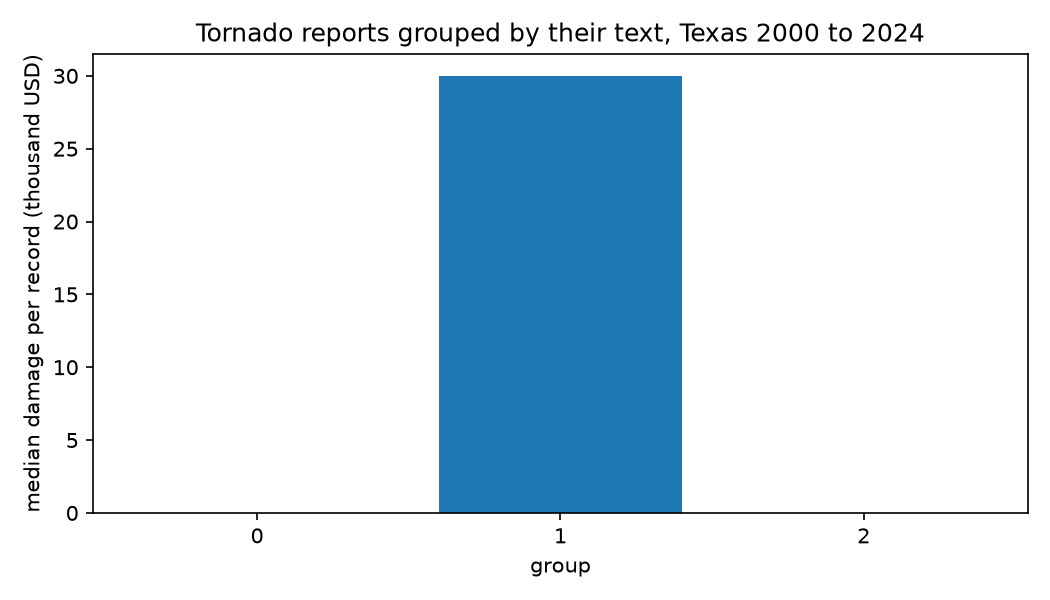 Tornado reports grouped by their text, Texas 2000 to 2024
median damage per record (thousand USD)
30
25
20
15
10
5
0
0 1 2
group